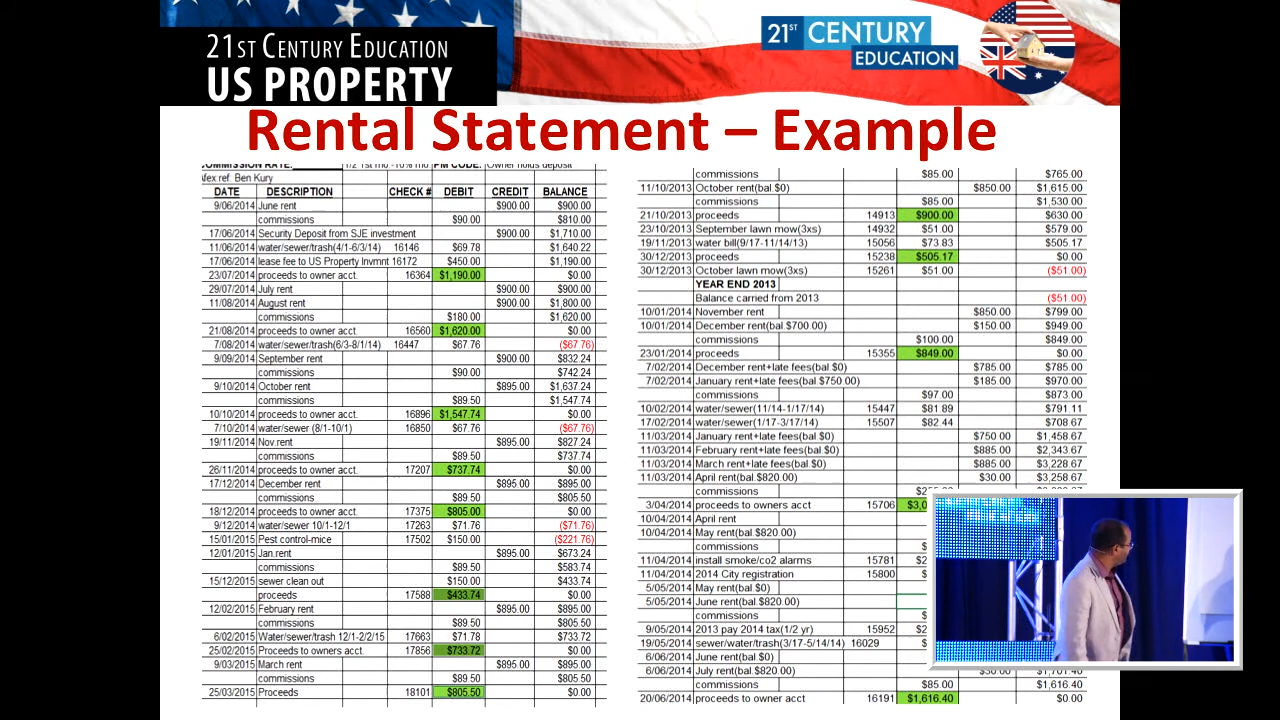 21ST CENTURY EDUCATION
US PROPERTY
21ST CENTURY
EDUCATION
Rental Statement – Example
COMMISSION RATE: 1/2 1st mo.-10% mo. PM CODE: Owner holds deposit
Afex ref. Ben Kury
DATE DESCRIPTION CHECK # DEBIT CREDIT BALANCE
9/06/2014 June rent $900.00 $900.00
commissions $90.00 $810.00
17/06/2014 Security Deposit from SJE investment $900.00 $1,710.00
11/06/2014 water/sewer/trash(4/1-6/3/14) 16146 $69.78 $1,640.22
17/06/2014 lease fee to US Property Invmnt 16172 $450.00 $1,190.00
23/07/2014 proceeds to owner acct. 16364 $1,190.00 $0.00
29/07/2014 July rent $900.00 $900.00
11/08/2014 August rent $900.00 $1,800.00
commissions $180.00 $1,620.00
21/08/2014 proceeds to owner acct. 16560 $1,620.00 $0.00
7/08/2014 water/sewer/trash(6/3-8/1/14) 16447 $67.76 ($67.76)
9/09/2014 September rent $900.00 $832.24
commissions $90.00 $742.24
9/10/2014 October rent $895.00 $1,637.24
commissions $89.50 $1,547.74
10/10/2014 proceeds to owner acct. 16896 $1,547.74 $0.00
7/10/2014 water/sewer (8/1-10/1) 16850 $67.76 ($67.76)
19/11/2014 Nov.rent $895.00 $827.24
commissions $89.50 $737.74
26/11/2014 proceeds to owner acct. 17207 $737.74 $0.00
17/12/2014 December rent $895.00 $895.00
commissions $89.50 $805.50
18/12/2014 proceeds to owner acct. 17375 $805.00 $0.00
9/12/2014 water/sewer 10/1-12/1 17263 $71.76 ($71.76)
15/01/2015 Pest control-mice 17502 $150.00 ($221.76)
12/01/2015 Jan.rent $895.00 $673.24
commissions $89.50 $583.74
15/12/2015 sewer clean out $150.00 $433.74
proceeds 17588 $433.74 $0.00
12/02/2015 February rent $895.00 $895.00
commissions $89.50 $805.50
6/02/2015 Water/sewer/trash 12/1-2/2/15 17663 $71.78 $733.72
25/02/2015 Proceeds to owners acct. 17856 $733.72 $0.00
9/03/2015 March rent $895.00 $895.00
commissions $89.50 $805.50
25/03/2015 Proceeds 18101 $805.50 $0.00
commissions $85.00 $765.00
11/10/2013 October rent(bal.$0) $850.00 $1,615.00
commissions $85.00 $1,530.00
21/10/2013 proceeds 14913 $900.00 $630.00
23/10/2013 September lawn mow(3xs) 14932 $51.00 $579.00
19/11/2013 water bill(9/17-11/14/13) 15056 $73.83 $505.17
30/12/2013 proceeds 15238 $505.17 $0.00
30/12/2013 October lawn mow(3xs) 15261 $51.00 ($51.00)
YEAR END 2013
Balance carried from 2013 ($51.00)
10/01/2014 November rent $850.00 $799.00
10/01/2014 December rent(bal.$700.00) $150.00 $949.00
commissions $100.00 $849.00
23/01/2014 proceeds 15355 $849.00 $0.00
7/02/2014 December rent+late fees(bal.$0) $785.00 $785.00
7/02/2014 January rent+late fees(bal $750.00) $185.00 $970.00
commissions $97.00 $873.00
10/02/2014 water/sewer(11/14-1/17/14) 15447 $81.89 $791.11
17/02/2014 water/sewer(1/17-3/17/14) 15507 $82.44 $708.67
11/03/2014 January rent+late fees(bal.$0) $750.00 $1,458.67
11/03/2014 February rent+late fees(bal.$0) $885.00 $2,343.67
11/03/2014 March rent+late fees(bal.$0) $885.00 $3,228.67
11/03/2014 April rent($820.00) $30.00 $3,258.67
commissions
3/04/2014 proceeds to owners acct 15706
10/04/2014 April rent
10/04/2014 May rent(bal.$820.00)
commissions
11/04/2014 install smoke/co2 alarms 15781
11/04/2014 2014 City registration 15800
5/05/2014 May rent(bal.$0)
5/05/2014 June rent(bal.$820.00)
commissions
9/05/2014 2013 pay 2014 tax(1/2 yr) 15952
19/05/2014 sewer/water/trash(3/17-5/14/14) 16029
6/06/2014 June rent(bal.$0)
6/06/2014 July rent(bal.$820.00) $30.00 $1,701.40
commissions $85.00 $1,616.40
20/06/2014 proceeds to owner acct 16191 $1,616.40 $0.00